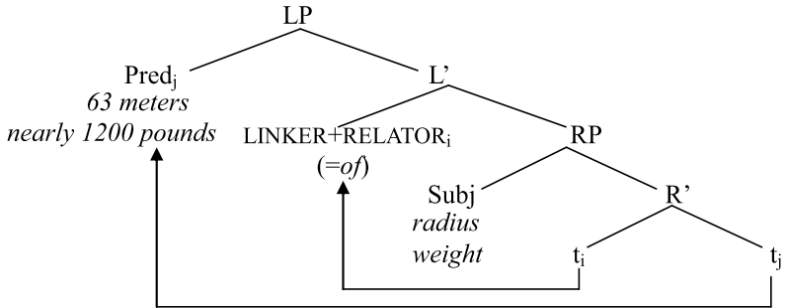 LP
Predj L’
63 meters
nearly 1200 pounds LINKER+RELATORi RP
(=of)
Subj R’
radius
weight ti tj